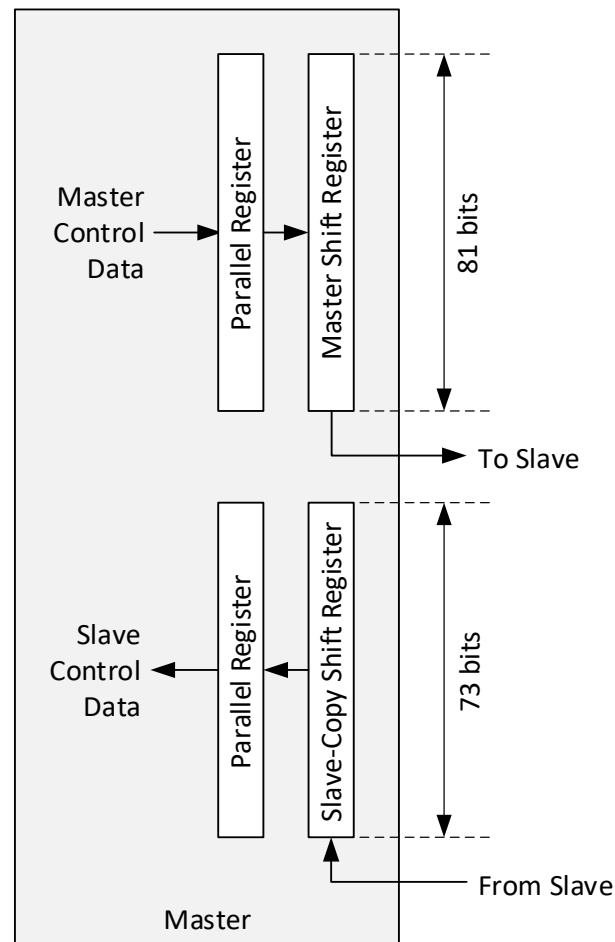 Master
Control
Data
Parallel Register
Master Shift Register
81 bits
To Slave
Slave
Control
Data
Parallel Register
Slave-Copy Shift Register
73 bits
From Slave
Master